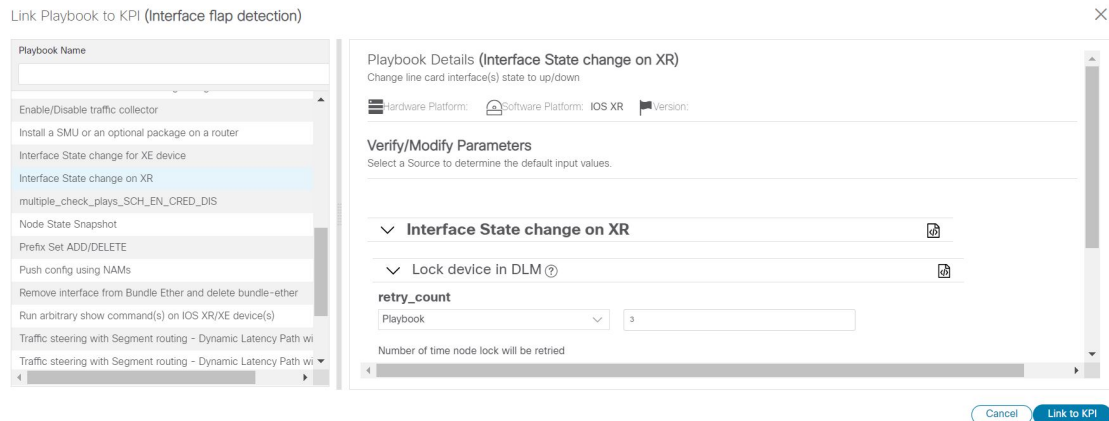 Link Playbook to KPI (Interface flap detection)
Playbook Name
Enable/Disable traffic collector
Install a SMU or an optional package on a router
Interface State change for XE device
Interface State change on XR
multiple_check_plays_SCH_EN_CRED_DIS
Node State Snapshot
Prefix Set ADD/DELETE
Push config using NAMs
Remove interface from Bundle Ether and delete bundle-ether
Run arbitrary show command(s) on IOS XR/XE device(s)
Traffic steering with Segment routing - Dynamic Latency Path wi
Traffic steering with Segment routing - Dynamic Latency Path wi
Playbook Details (Interface State change on XR)
Change line card interface(s) state to up/down
Hardware Platform: Software Platform: IOS XR Version:
Verify/Modify Parameters
Select a Source to determine the default input values.
Interface State change on XR
Lock device in DLM
retry_count
Playbook 3
Number of time node lock will be retried
Cancel Link to KPI